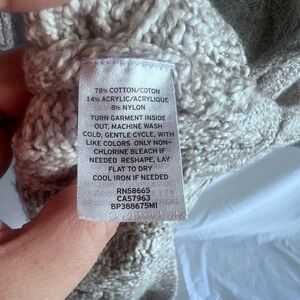 78% COTTON/COTON
14% ACRYLIC/ACRYLIQUE
8% NYLON
TURN GARMENT INSIDE
OUT, MACHINE WASH
COLD, GENTLE CYCLE, WITH
LIKE COLORS ONLY NON-
CHLORINE BLEACH IF
NEEDED RESHAPE, LAY
FLAT TO DRY
COOL IRON IF NEEDED
RN58665
CA57963
BP388675MI